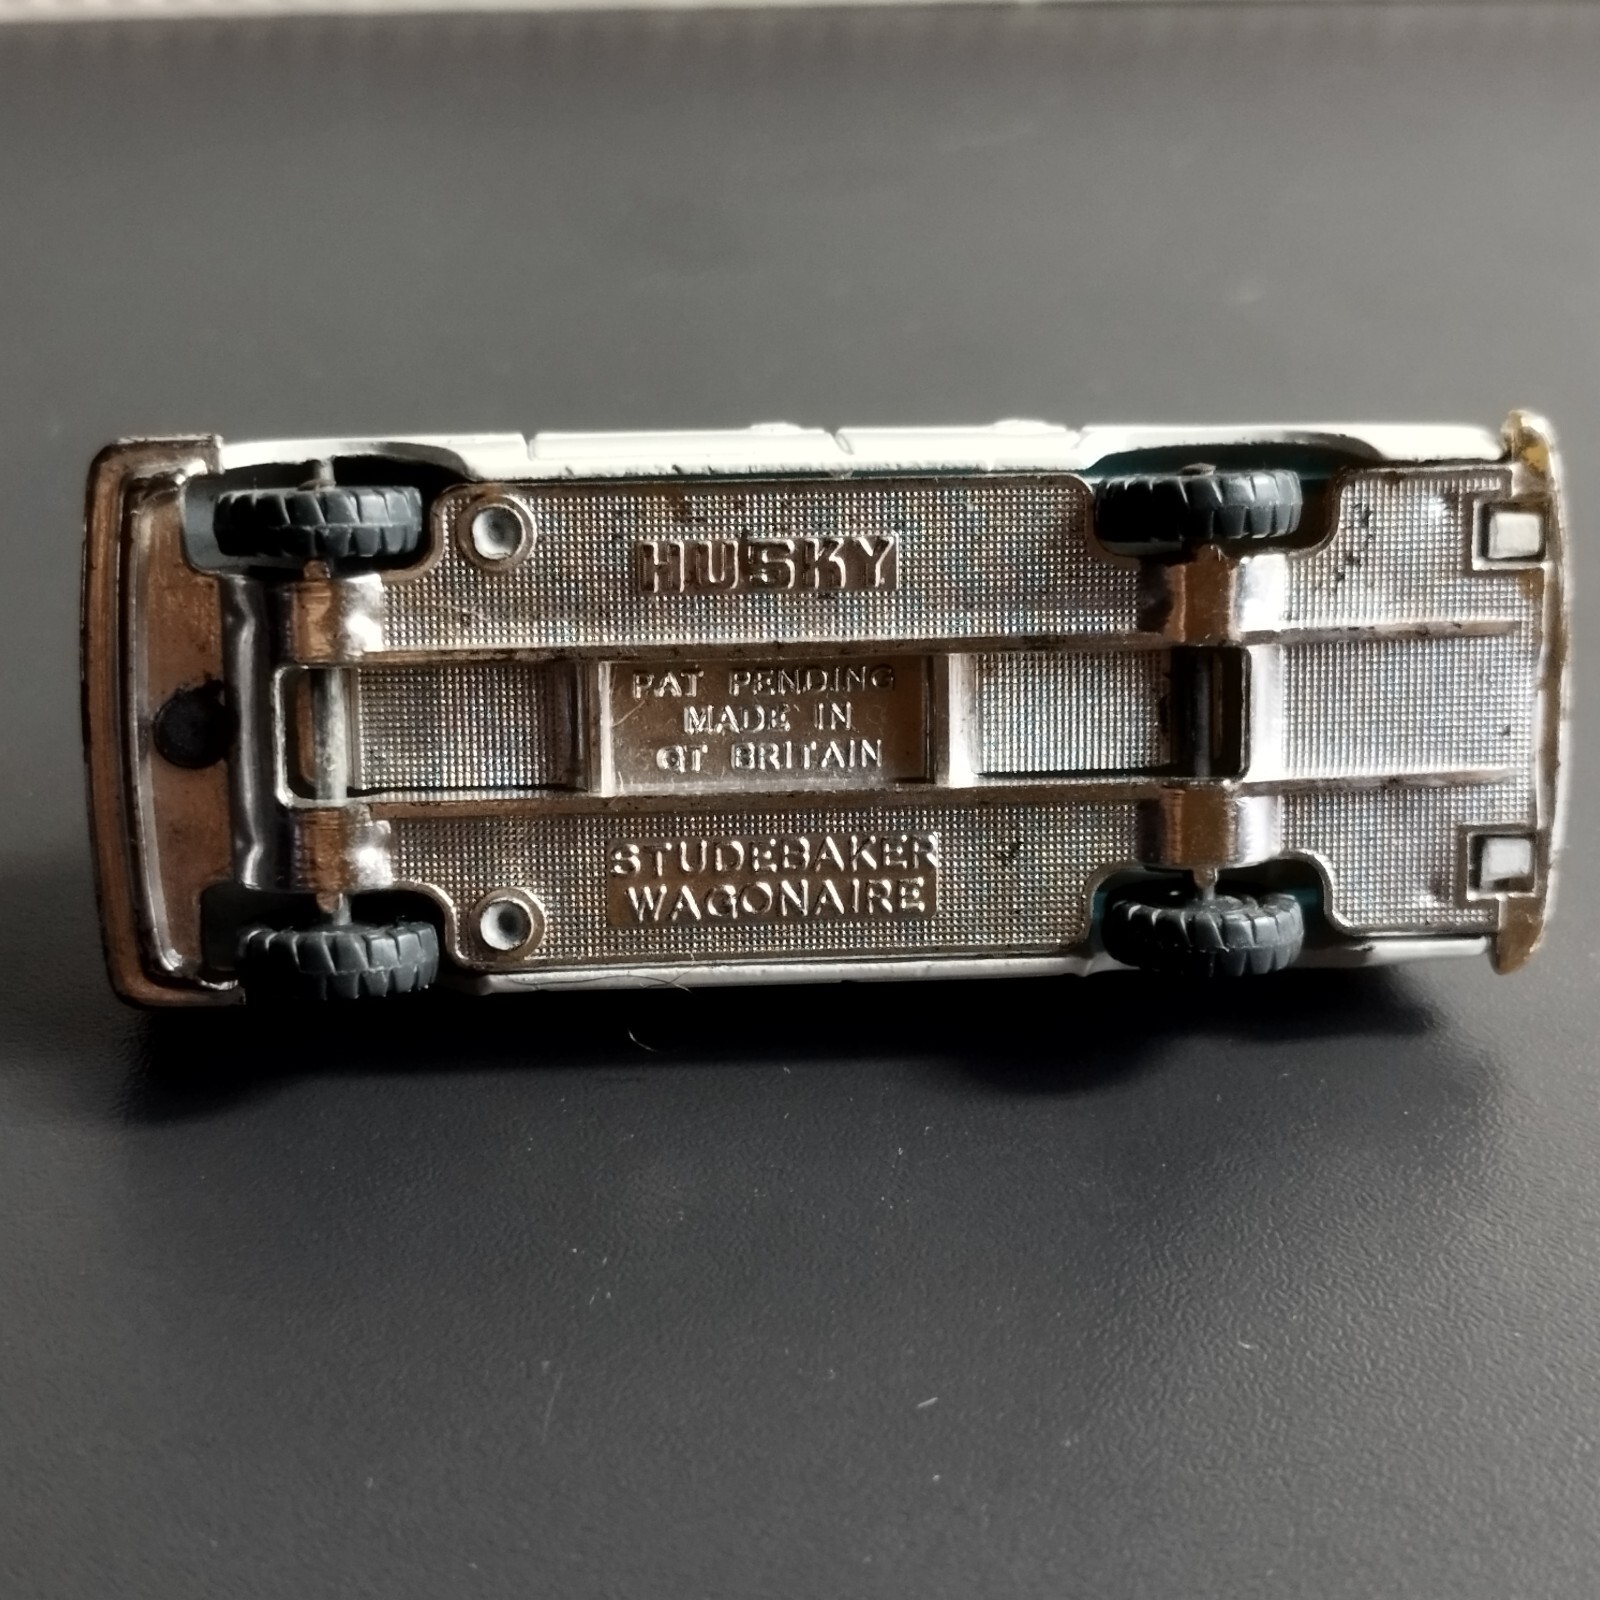 HUSKY
PAT PENDING
MADE IN
GT BRITAIN
STUDEBAKER
WAGONAIRE